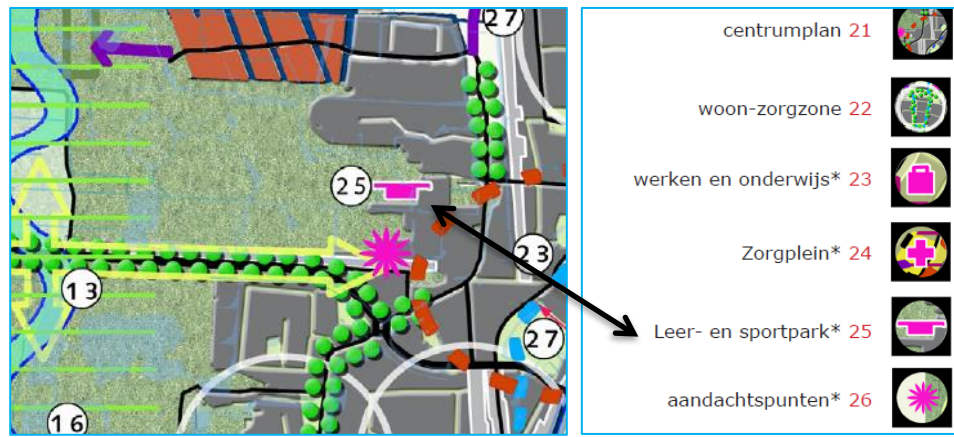 27
25
23
13
27
16
centrumplan 21
woon-zorgzone 22
werken en onderwijs* 23
Zorgplein* 24
Leer- en sportpark* 25
aandachtspunten* 26